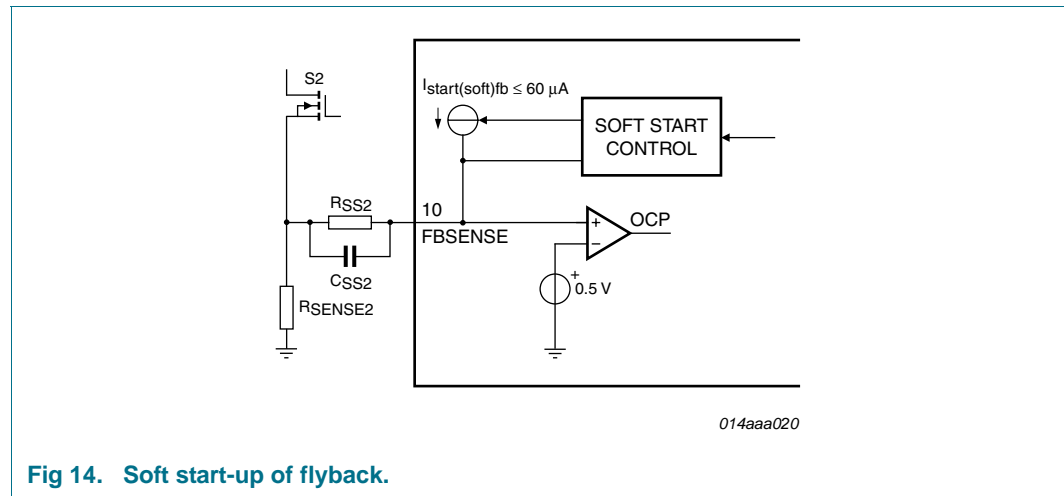 S2
Istart(soft)fb ≤ 60 μA
SOFT START
CONTROL
RSS2
CSS2
RSENSE2
10
FBSENSE
+
−
OCP
+
0.5 V
014aaa020
Fig 14. Soft start-up of flyback.